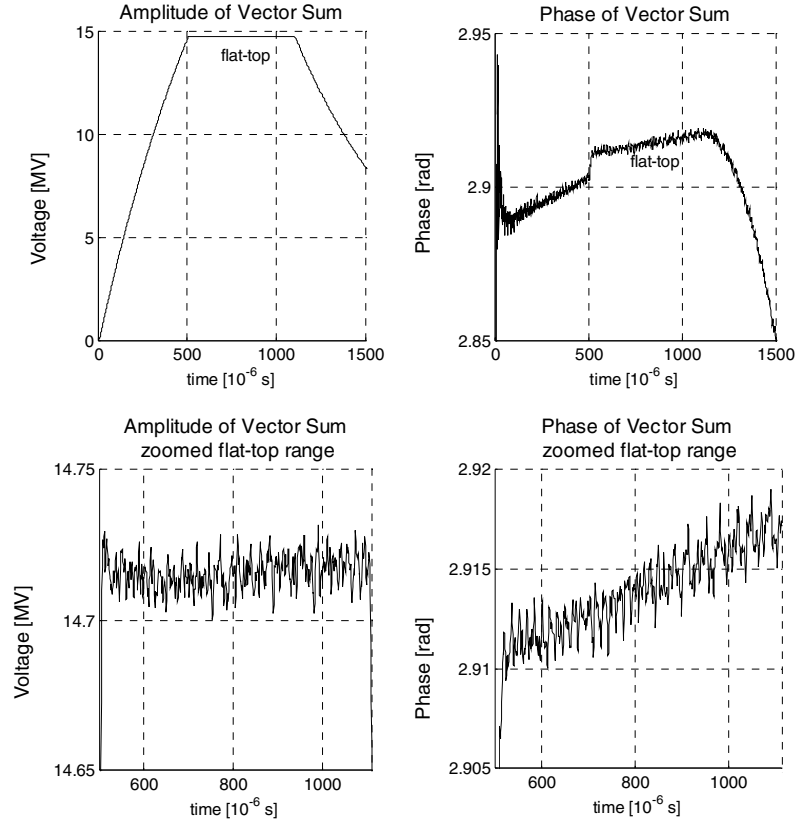 Amplitude of Vector Sum
15
10
5
0
Voltage [MV]
flat-top
0
500
1000
1500
time [10⁻⁶ s]
Phase of Vector Sum
2.95
2.9
2.85
Phase [rad]
flat-top
0
500
1000
1500
time [10⁻⁶ s]
Amplitude of Vector Sum
zoomed flat-top range
14.75
14.7
14.65
Voltage [MV]
600
800
1000
time [10⁻⁶ s]
Phase of Vector Sum
zoomed flat-top range
2.92
2.915
2.91
2.905
Phase [rad]
600
800
1000
time [10⁻⁶ s]